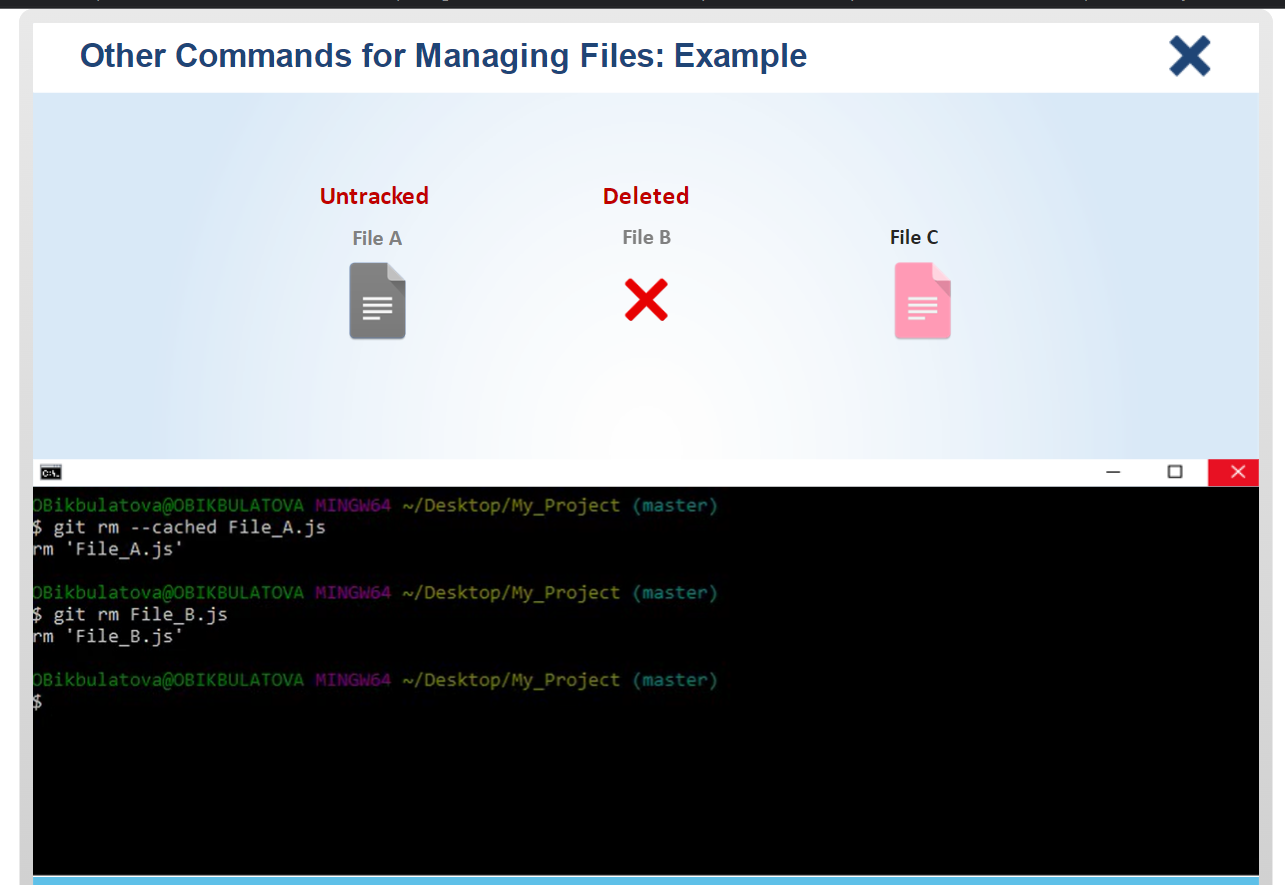 Other Commands for Managing Files: Example
Untracked
Deleted
File A
File B
File C
C:\.
OBikbulatova@OBIKBULATOVA MINGW64 ~/Desktop/My_Project (master)
$ git rm --cached File_A.js
rm 'File_A.js'
OBikbulatova@OBIKBULATOVA MINGW64 ~/Desktop/My_Project (master)
$ git rm File_B.js
rm 'File_B.js'
OBikbulatova@OBIKBULATOVA MINGW64 ~/Desktop/My_Project (master)
$